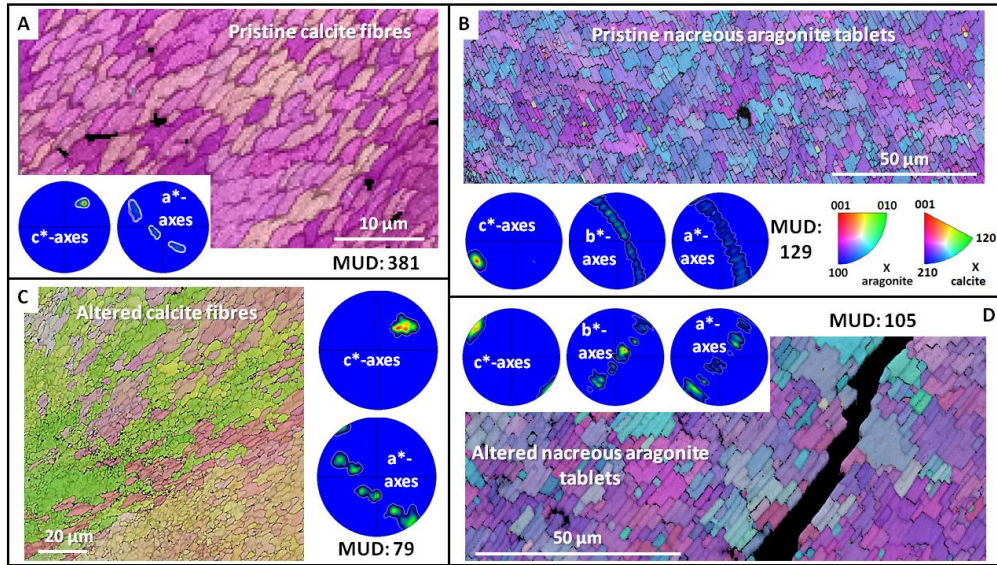 A
Pristine calcite fibres
c*-axes
a*-
axes
10 µm
MUD: 381
B
Pristine nacreous aragonite tablets
50 µm
c*-axes
b*-
axes
a*-
axes
MUD:
129
001 010
100 X
aragonite
001
120
210 X
calcite
C
Altered calcite fibres
20 µm
c*-axes
a*-
axes
MUD: 79
D
MUD: 105
c*-axes
b*-
axes
a*-
axes
Altered nacreous aragonite
tablets
50 µm